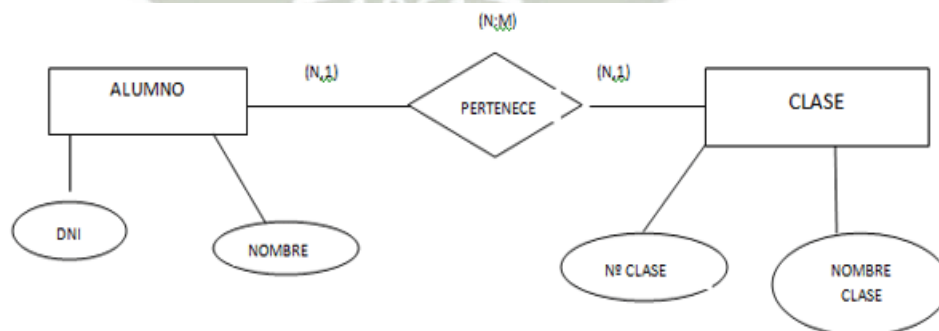 (N:M)
(N,1)
(N,1)
ALUMNO
PERTENECE
CLASE
DNI
NOMBRE
Nº CLASE
NOMBRE
CLASE